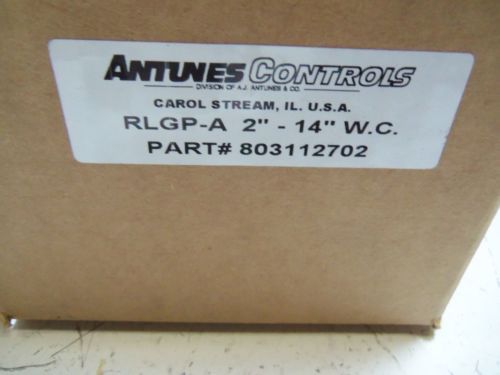 ANTUNES CONTROLS
DIVISION OF A.J. ANTUNES & CO.
CAROL STREAM, IL. U.S.A.
RLGP-A 2" - 14" W.C.
PART# 803112702